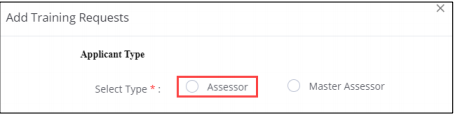 Add Training Requests
Applicant Type
Select Type * : Assessor Master Assessor